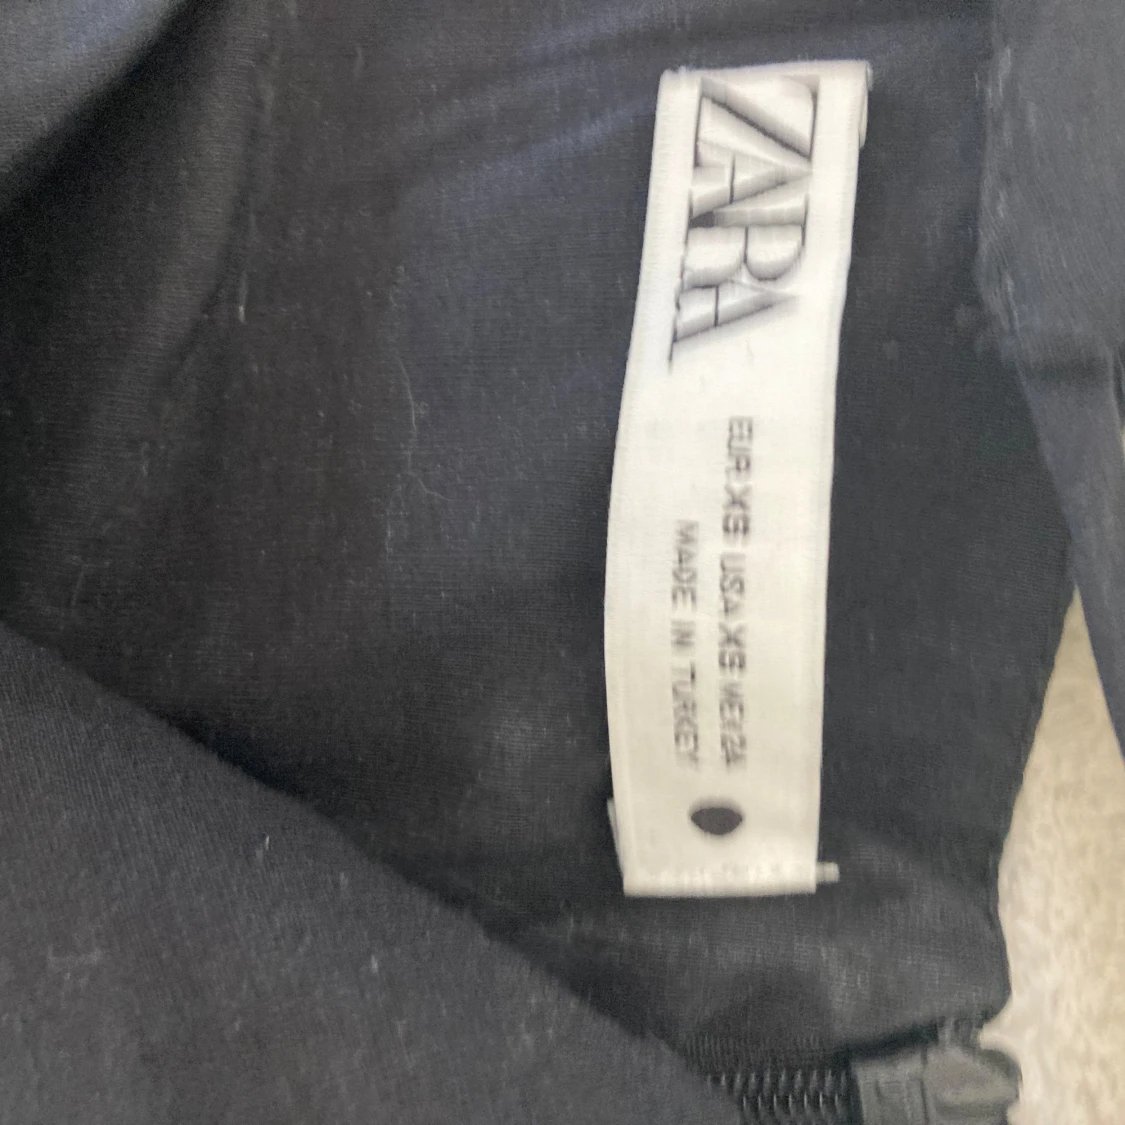 ZARA
EUR XS USA XS MEX 24
MADE IN TURKEY